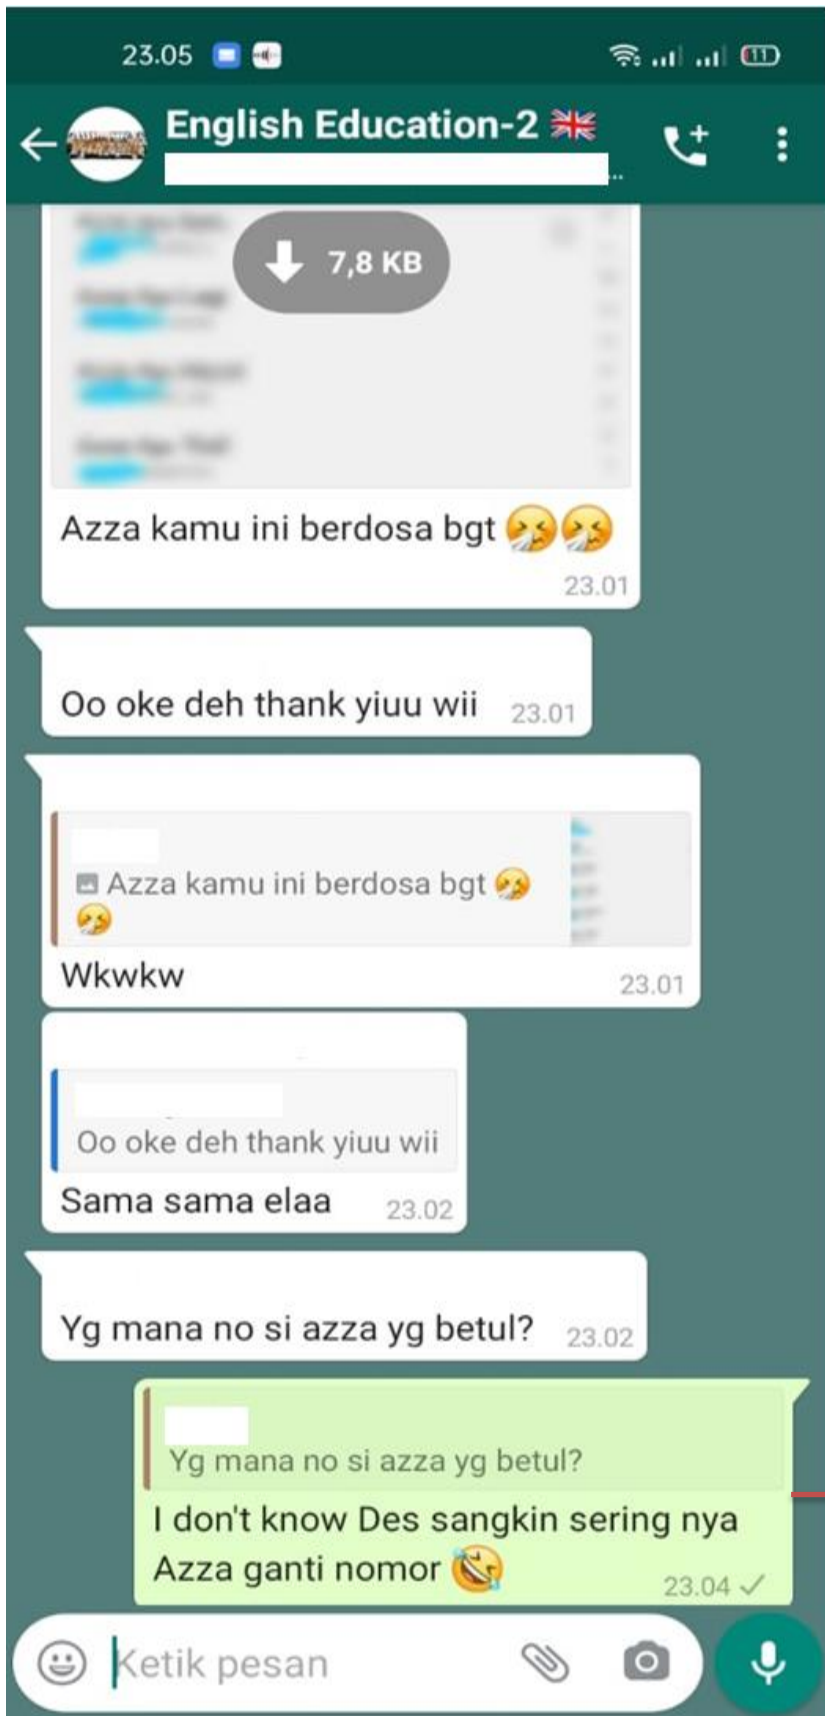 23.05
11
English Education-2 🇬🇧
...
7,8 KB
Azza kamu ini berdosa bgt 🤧🤧
23.01
Oo oke deh thank yiuu wii 23.01
Azza kamu ini berdosa bgt 🤧
🤧
Wkwkw 23.01
Oo oke deh thank yiuu wii
Sama sama elaa 23.02
Yg mana no si azza yg betul? 23.02
Yg mana no si azza yg betul?
I don't know Des sangkin sering nya
Azza ganti nomor 🤣
23.04
Ketik pesan